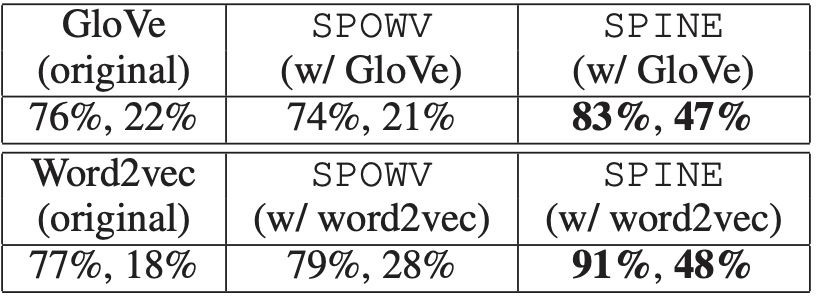 GloVe SPOWV SPINE
(original) (w/ GloVe) (w/ GloVe)
76%, 22% 74%, 21% 83%, 47%
Word2vec SPOWV SPINE
(original) (w/ word2vec) (w/ word2vec)
77%, 18% 79%, 28% 91%, 48%